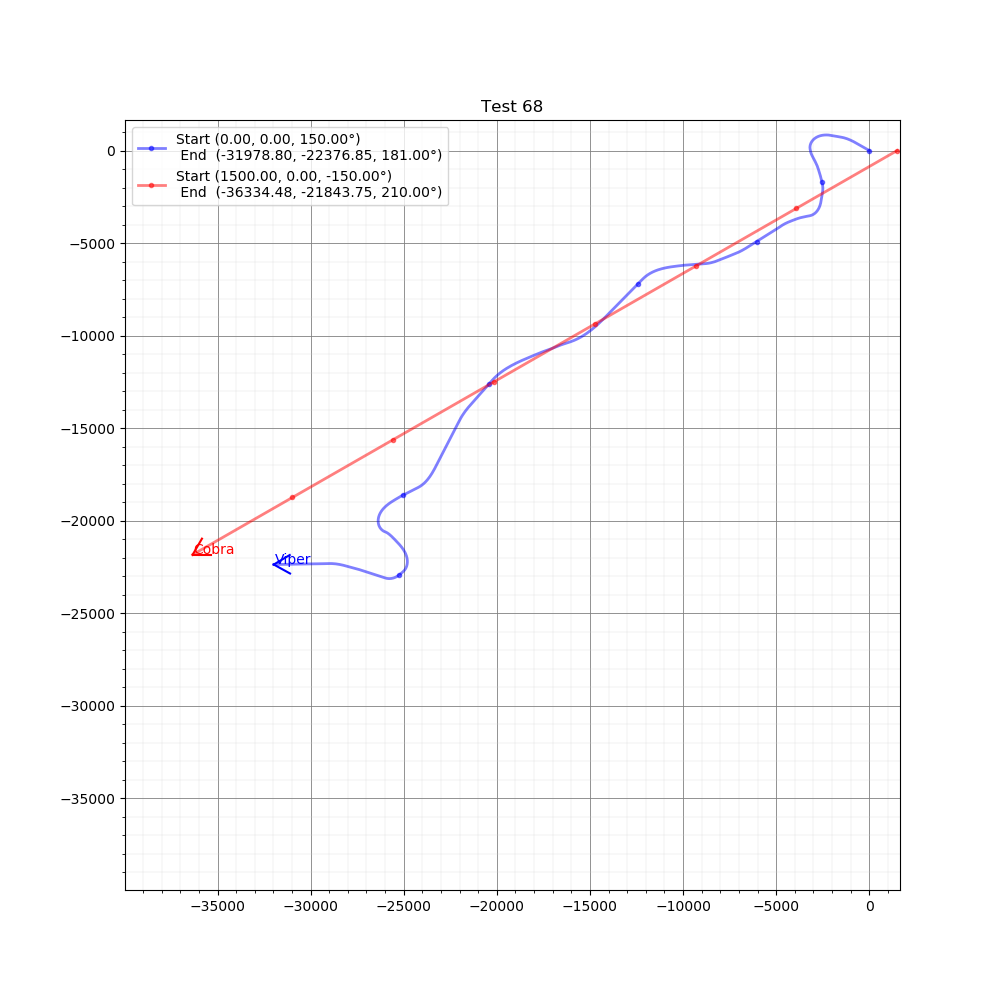 Test 68
Start (0.00, 0.00, 150.00°)
End (-31978.80, -22376.85, 181.00°)
Start (1500.00, 0.00, -150.00°)
End (-36334.48, -21843.75, 210.00°)
0
−5000
−10000
−15000
−20000
−25000
−30000
−35000
Cobra
Viper
−35000 −30000 −25000 −20000 −15000 −10000 −5000 0